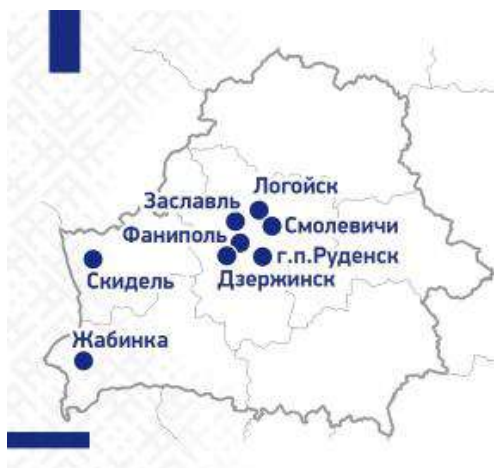 Логойск
Заславль
Смолевичи
Фаниполь
г.п.Руденск
Дзержинск
Скидель
Жабинка